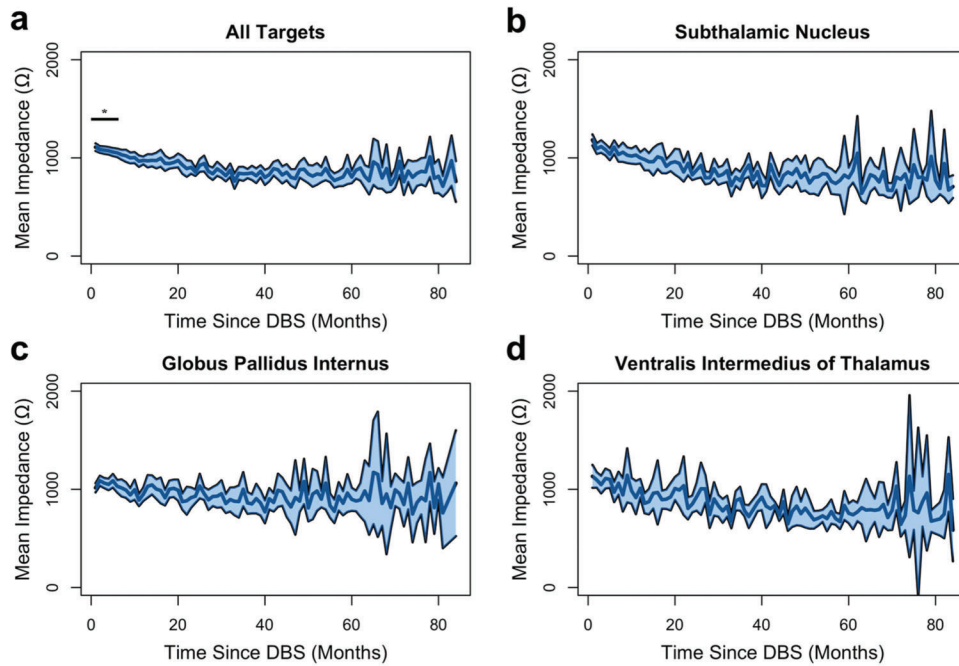 a
All Targets
Mean Impedance (Ω)
2000
1000
0
*
0 20 40 60 80
Time Since DBS (Months)
b
Subthalamic Nucleus
Mean Impedance (Ω)
2000
1000
0
0 20 40 60 80
Time Since DBS (Months)
c
Globus Pallidus Internus
Mean Impedance (Ω)
2000
1000
0
0 20 40 60 80
Time Since DBS (Months)
d
Ventralis Intermedius of Thalamus
Mean Impedance (Ω)
2000
1000
0
0 20 40 60 80
Time Since DBS (Months)